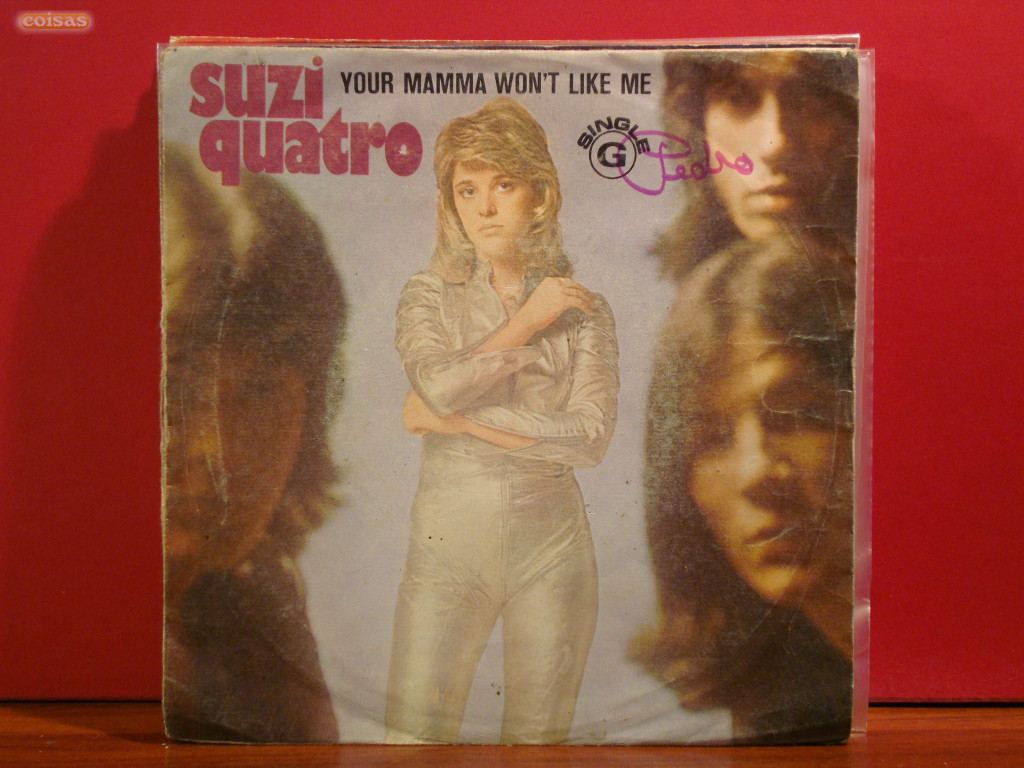 coisas
suzi
quatro
YOUR MAMMA WON'T LIKE ME
SINGLE
G
Pedro